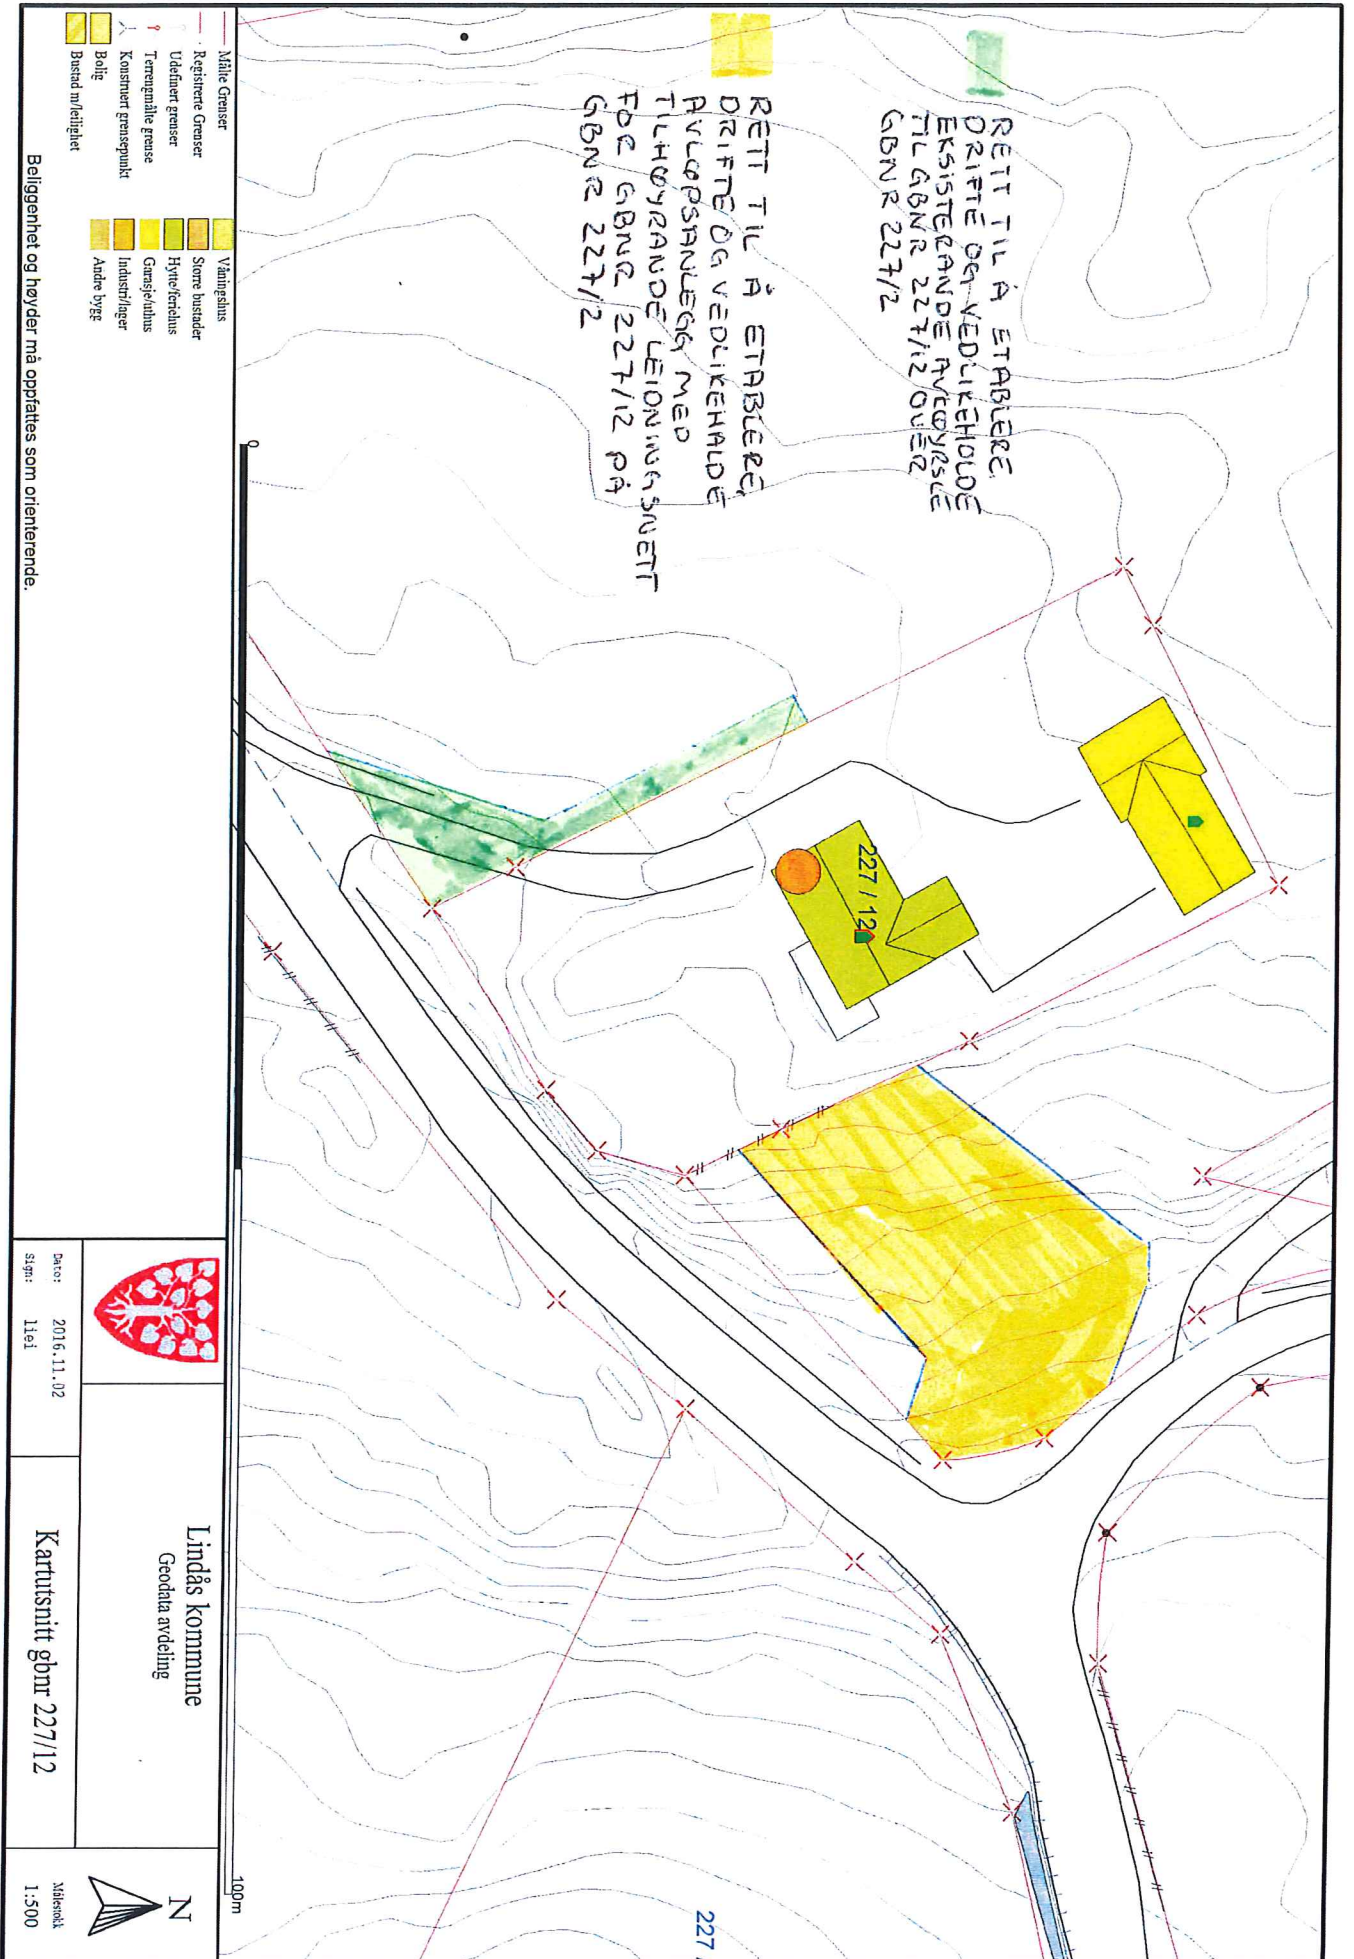 RETT TIL Å ETABLERE,
DRIFTE OG VEDLIKEHOLDE
EKSISTERANDE AVKØYRSLE
TIL GBNR 227/12 OVER
GBNR 227/2
RETT TIL Å ETABLERE,
DRIFTE OG VEDLIKEHALDE
AVLØPSANLEGG MED
TILHØYRANDE LEIDNINGSNETT
FOR GBNR 227/12 PÅ
GBNR 227/2
227 / 12
227 /
0
100m
Målte Grenser
Registrerte Grenser
Udefinert grenser
Terrengmålte grense
Konstruert grensepunkt
Bolig
Bustad m/leilighet
Våningshus
Større bustader
Hytte/feriehus
Garasje/uthus
Industri/lager
Andre bygg
Beliggenhet og høyder må oppfattes som orienterende.
Lindås kommune
Geodata avdeling
Dato: 2016.11.02
Sign: liei
Kartutsnitt gbnr 227/12
N
Målestokk
1:500